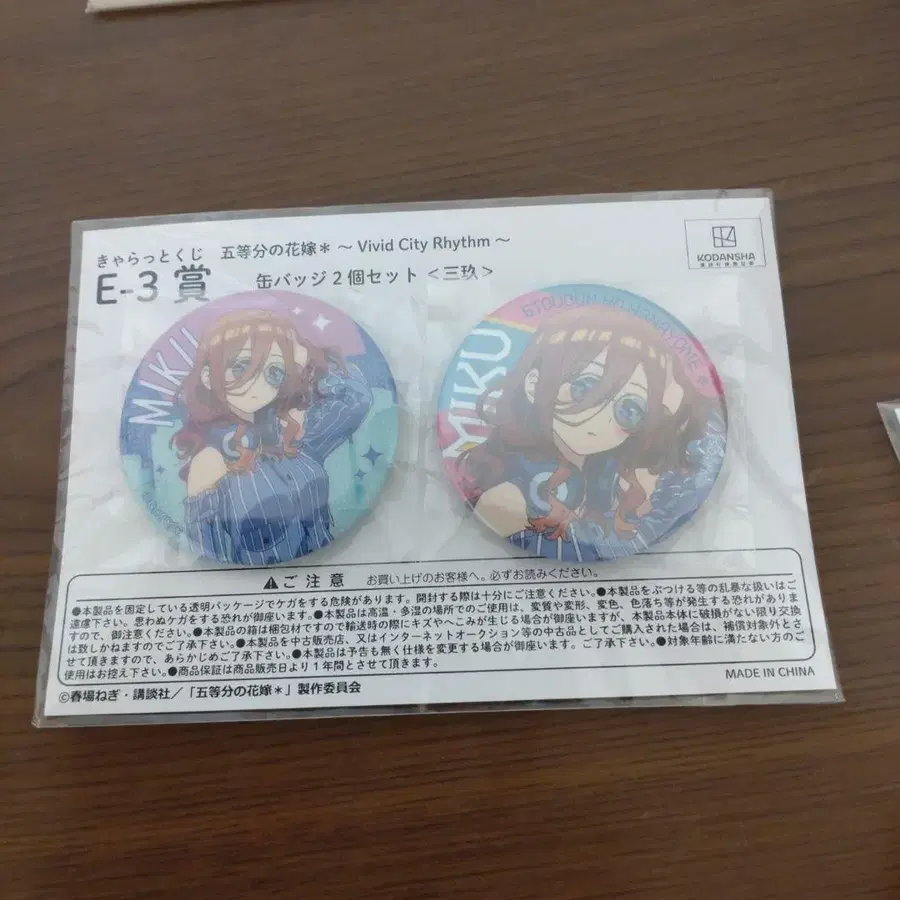 きゃらっとくじ 五等分の花嫁＊ ～ Vivid City Rhythm ～
E-3 賞 缶バッジ２個セット＜三玖＞
KODANSHA
MIKU
MIKU
GTOUBUN NO HANAYOME ★
⚠ご注意 お買い上げのお客様へ。必ずお読みください。
●本製品を固定している透明パッケージでケガをする危険があります。開封する際は十分にご注意ください。●本製品をぶつける等の乱暴な扱いはご
遠慮下さい。思わぬケガをする恐れが御座います。●本製品は高温・多湿の場所でのご使用は、変質や変形、変色、色落ち等が発生する恐れがありま
すので、御注意ください。●本製品の箱は梱包材ですので輸送時の際にキズやへこみが生じる場合が御座いますが、本製品本体に破損がない限り交換
は致しかねますのでご了承下さい。●本製品を中古販売店、又はインターネットオークション等の中古品としてご購入された場合は、補償対象外とさ
せて頂きますので、あらかじめご了承下さい。●本製品は予告も無く仕様を変更する場合が御座います。ご了承下さい。●対象年齢に満たない方のご
使用はお控え下さい。●商品保証は商品販売日より１年間とさせて頂きます。
©春場ねぎ・講談社／「五等分の花嫁＊」製作委員会
MADE IN CHINA